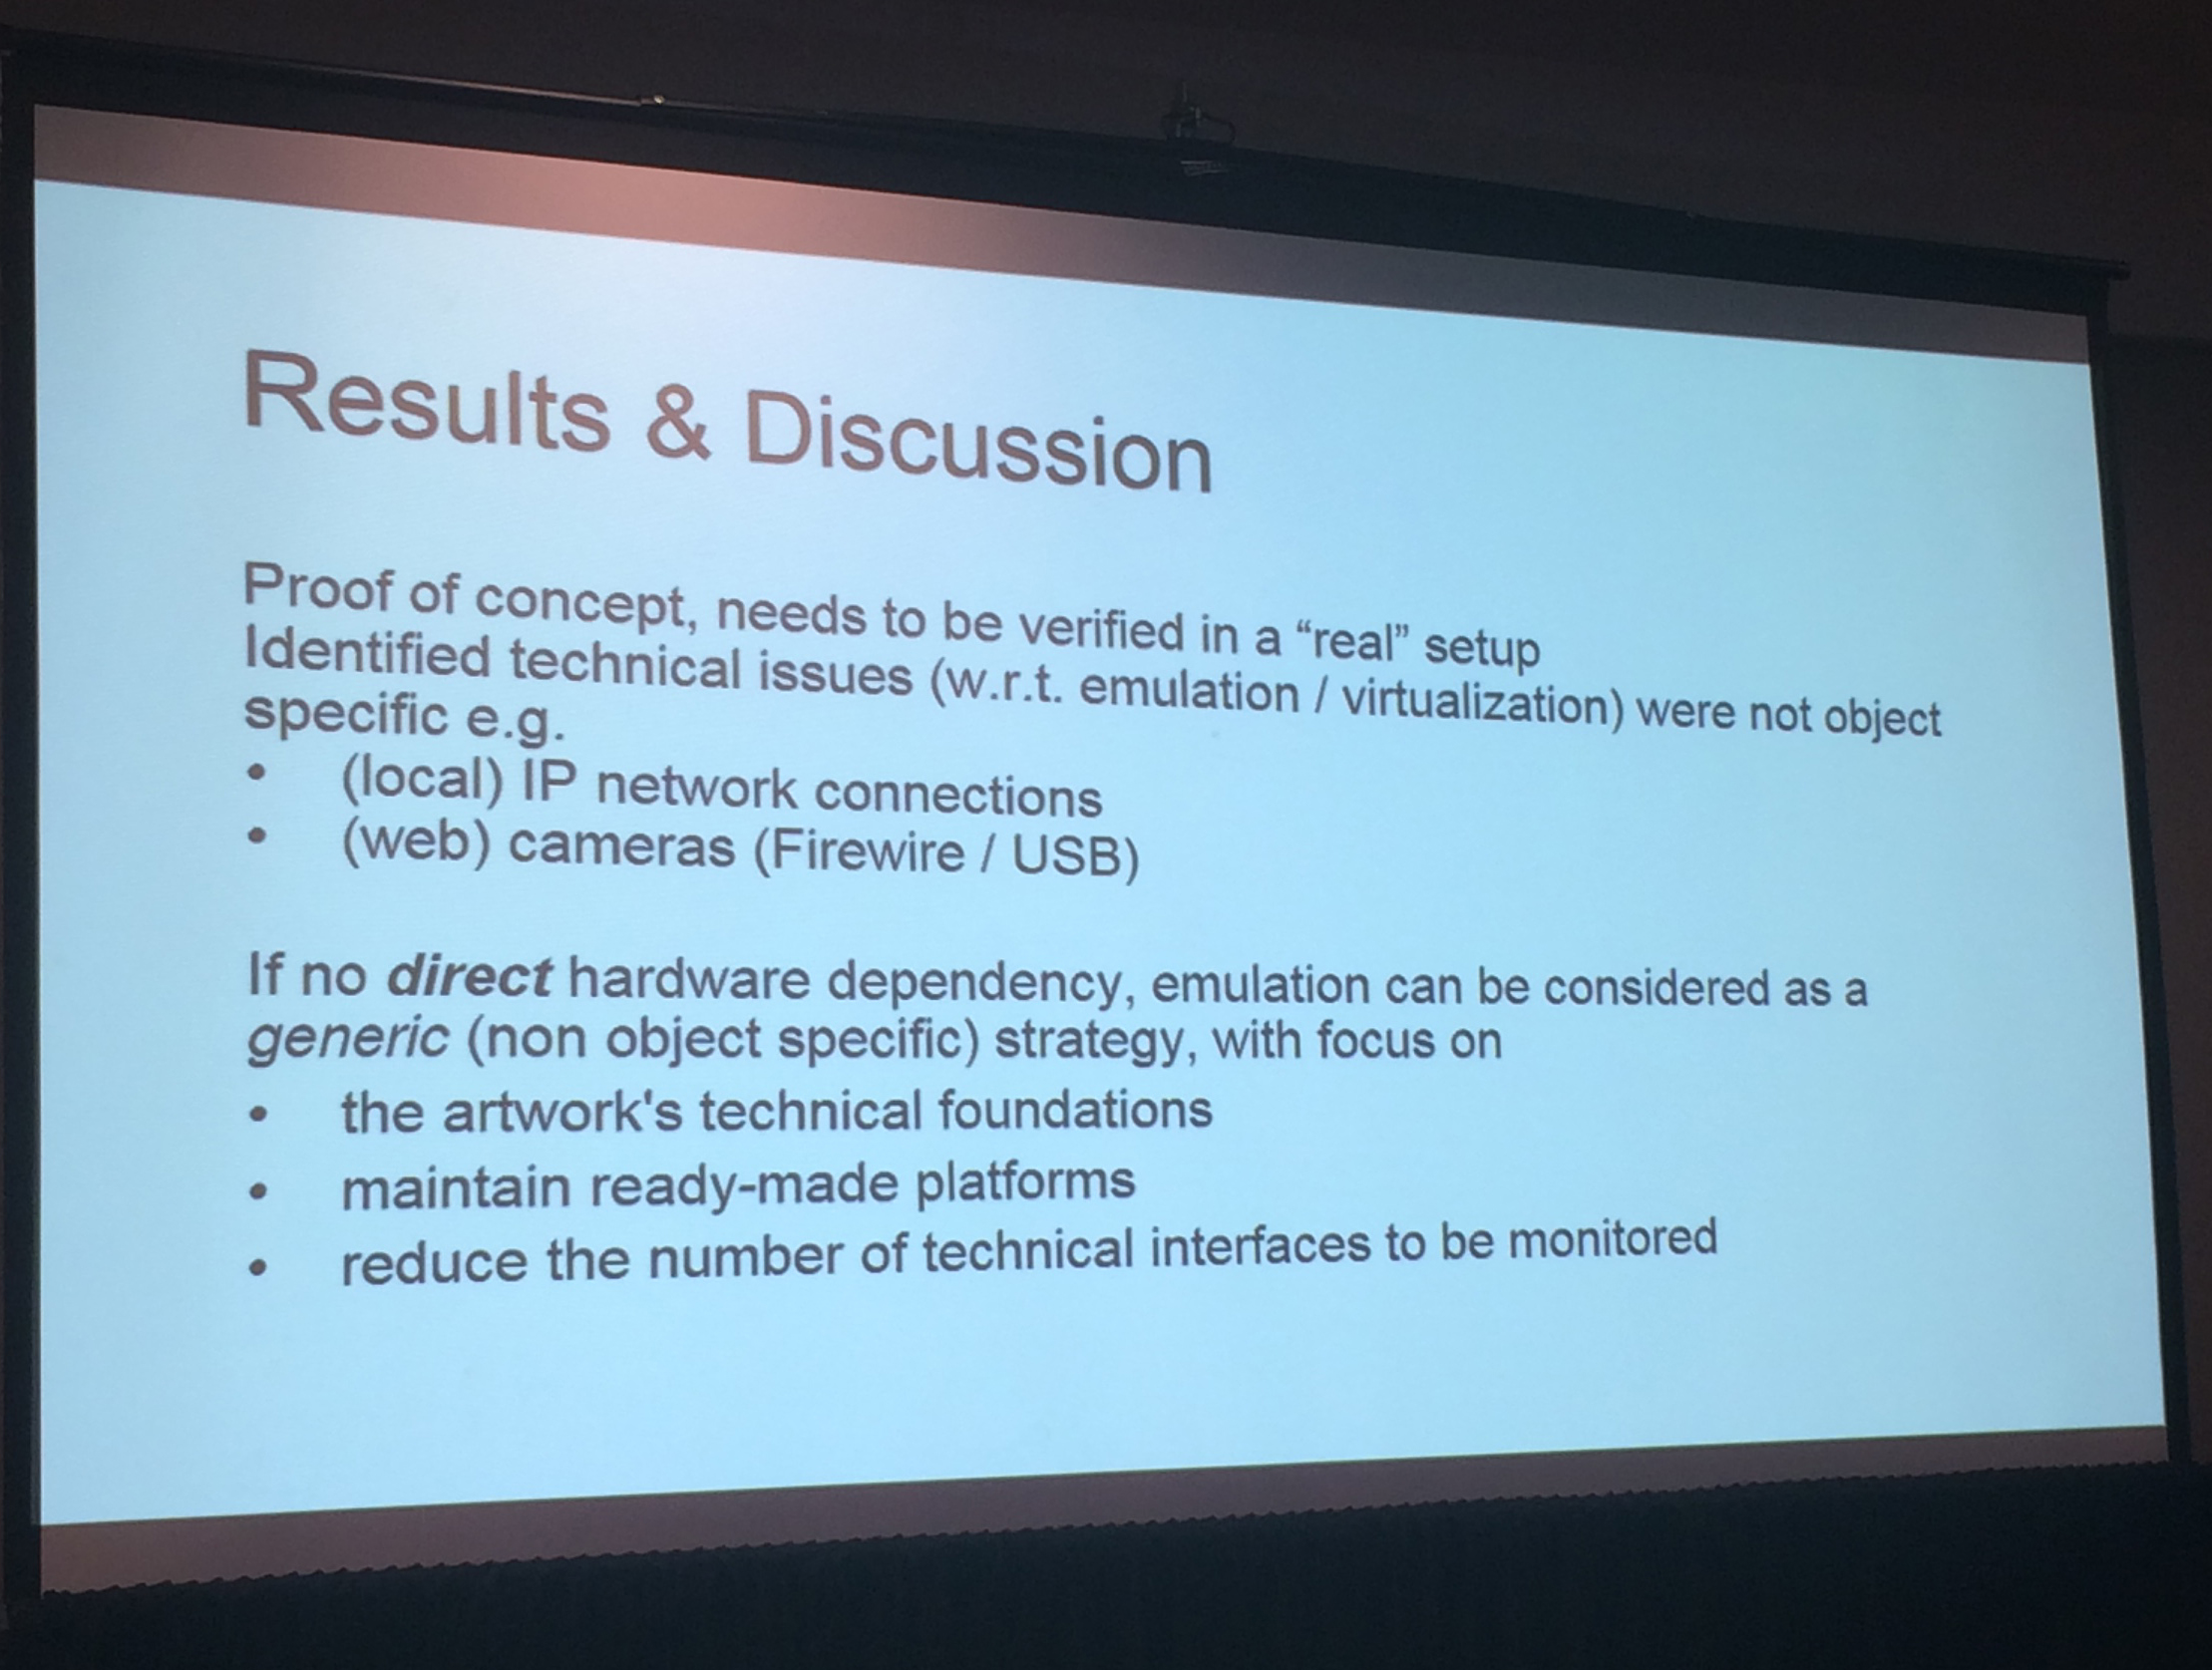 Results & Discussion
Proof of concept, needs to be verified in a “real” setup
Identified technical issues (w.r.t. emulation / virtualization) were not object
specific e.g.
• (local) IP network connections
• (web) cameras (Firewire / USB)
If no direct hardware dependency, emulation can be considered as a
generic (non object specific) strategy, with focus on
• the artwork's technical foundations
• maintain ready-made platforms
• reduce the number of technical interfaces to be monitored